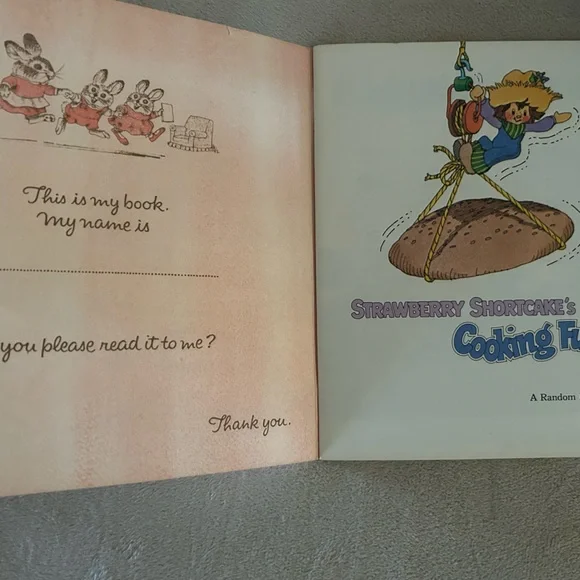 This is my book.
My name is
you please read it to me?
Thank you.
STRAWBERRY SHORTCAKE'S
Cooking
A Random